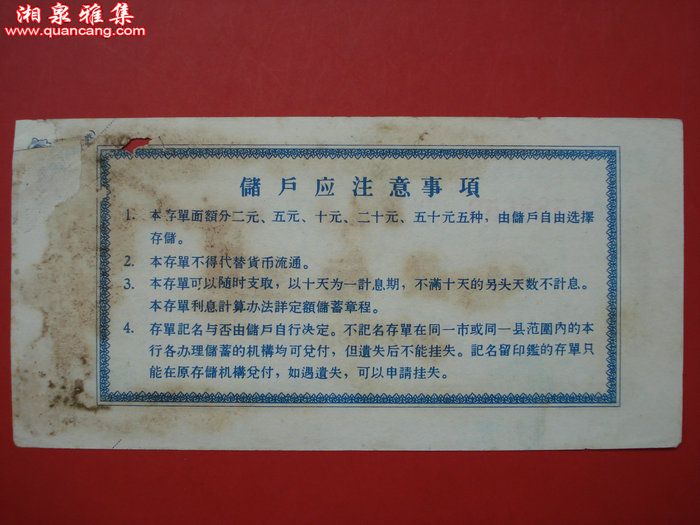 湘泉雅集
www.quancang.com
儲戶应注意事項
1. 本存單面額分二元、五元、十元、二十元、五十元五种，由儲戶自由选擇
存儲。
2. 本存單不得代替貨币流通。
3. 本存單可以随时支取，以十天为一計息期，不滿十天的另头天数不計息。
本存單利息計算办法詳定額儲蓄章程。
4. 存單記名与否由儲戶自行决定。不記名存單在同一市或同一县范圍內的本
行各办理儲蓄的机構均可兌付，但遺失后不能挂失。記名留印鑑的存單只
能在原存儲机構兌付，如遇遺失，可以申請挂失。